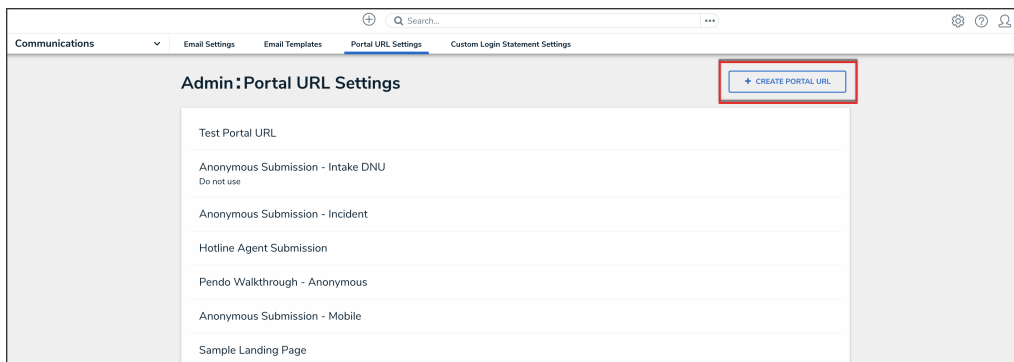 Search...
Communications
Email Settings Email Templates Portal URL Settings Custom Login Statement Settings
Admin:Portal URL Settings
+ CREATE PORTAL URL
Test Portal URL
Anonymous Submission - Intake DNU
Do not use
Anonymous Submission - Incident
Hotline Agent Submission
Pendo Walkthrough - Anonymous
Anonymous Submission - Mobile
Sample Landing Page